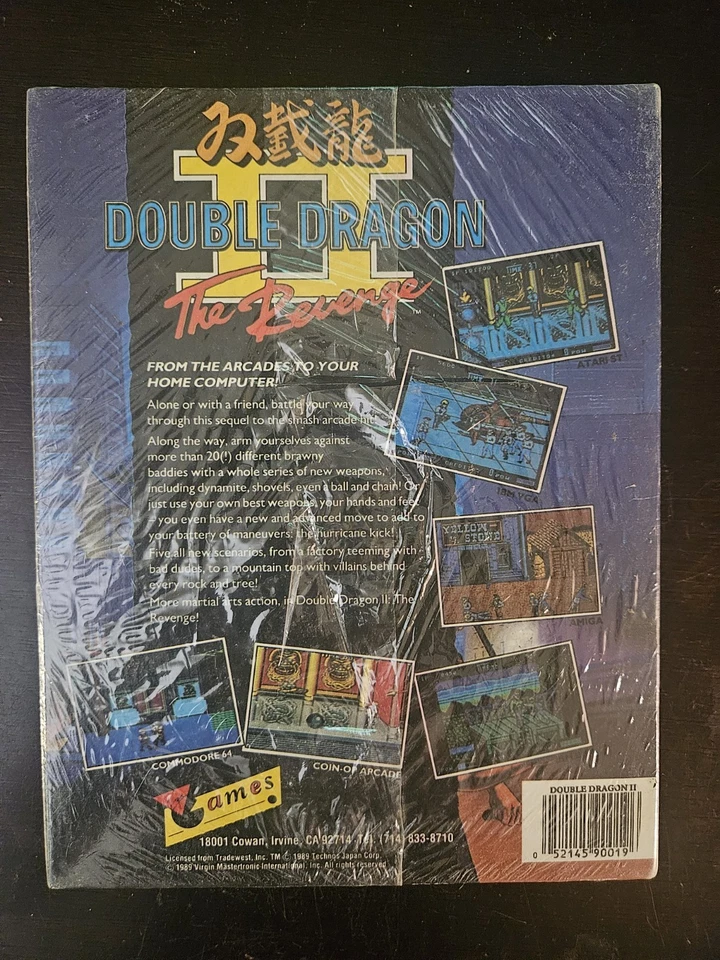 双截龍
II
DOUBLE DRAGON
The Revenge™
FROM THE ARCADES TO YOUR
HOME COMPUTER!
Alone or with a friend, battle your way
through this sequel to the smash arcade hit!
Along the way, arm yourselves against
more than 20(!) different brawny
baddies with a whole series of new weapons,
including dynamite, shovels, even a ball and chain! Or
just use your own best weapons, your hands and feet
– you even have a new and advanced move to add to
your battery of maneuvers: the hurricane kick!
Five all new scenarios, from a factory teeming with
bad dudes, to a mountain top with villains behind
every rock and tree!
More martial arts action, in Double Dragon II: The
Revenge!
ATARI ST
IBM VGA
YELLOW
STONE
AMIGA
COMMODORE 64
COIN-OP ARCADE
Games
18001 Cowan, Irvine, CA 92714 Tel. (714) 833-8710
Licensed from Tradewest, Inc. TM © 1989 Technos Japan Corp.
© 1989 Virgin Mastertronic International, Inc. All rights reserved
DOUBLE DRAGON II
0 52145 90019